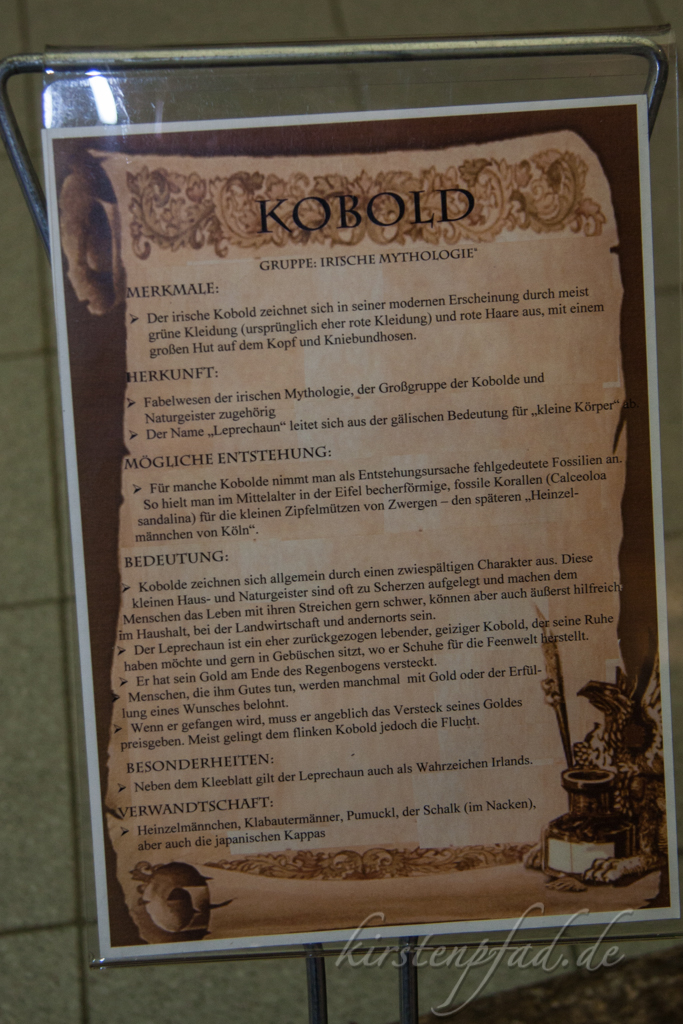 KOBOLD
GRUPPE: IRISCHE MYTHOLOGIE"
MERKMALE:
➤ Der irische Kobold zeichnet sich in seiner modernen Erscheinung durch meist
grüne Kleidung (ursprünglich eher rote Kleidung) und rote Haare aus, mit einem
großen Hut auf dem Kopf und Kniebundhosen.
HERKUNFT:
➤ Fabelwesen der irischen Mythologie, der Großgruppe der Kobolde und
Naturgeister zugehörig
➤ Der Name „Leprechaun" leitet sich aus der gälischen Bedeutung für „kleine Körper" ab.
MÖGLICHE ENTSTEHUNG:
➤ Für manche Kobolde nimmt man als Entstehungsursache fehlgedeutete Fossilien an.
So hielt man im Mittelalter in der Eifel becherförmige, fossile Korallen (Calceoloa
sandalina) für die kleinen Zipfelmützen von Zwergen – den späteren „Heinzel-
männchen von Köln".
BEDEUTUNG:
➤ Kobolde zeichnen sich allgemein durch einen zwiespältigen Charakter aus. Diese
kleinen Haus- und Naturgeister sind oft zu Scherzen aufgelegt und machen dem
Menschen das Leben mit ihren Streichen gern schwer, können aber auch äußerst hilfreich
im Haushalt, bei der Landwirtschaft und andernorts sein.
➤ Der Leprechaun ist ein eher zurückgezogen lebender, geiziger Kobold, der seine Ruhe
haben möchte und gern in Gebüschen sitzt, wo er Schuhe für die Feenwelt herstellt.
➤ Er hat sein Gold am Ende des Regenbogens versteckt.
➤ Menschen, die ihm Gutes tun, werden manchmal mit Gold oder der Erfül-
lung eines Wunsches belohnt.
➤ Wenn er gefangen wird, muss er angeblich das Versteck seines Goldes
preisgeben. Meist gelingt dem flinken Kobold jedoch die Flucht.
BESONDERHEITEN:
➤ Neben dem Kleeblatt gilt der Leprechaun auch als Wahrzeichen Irlands.
VERWANDTSCHAFT:
➤ Heinzelmännchen, Klabautermänner, Pumuckl, der Schalk (im Nacken),
aber auch die japanischen Kappas
kirstenpfad.de